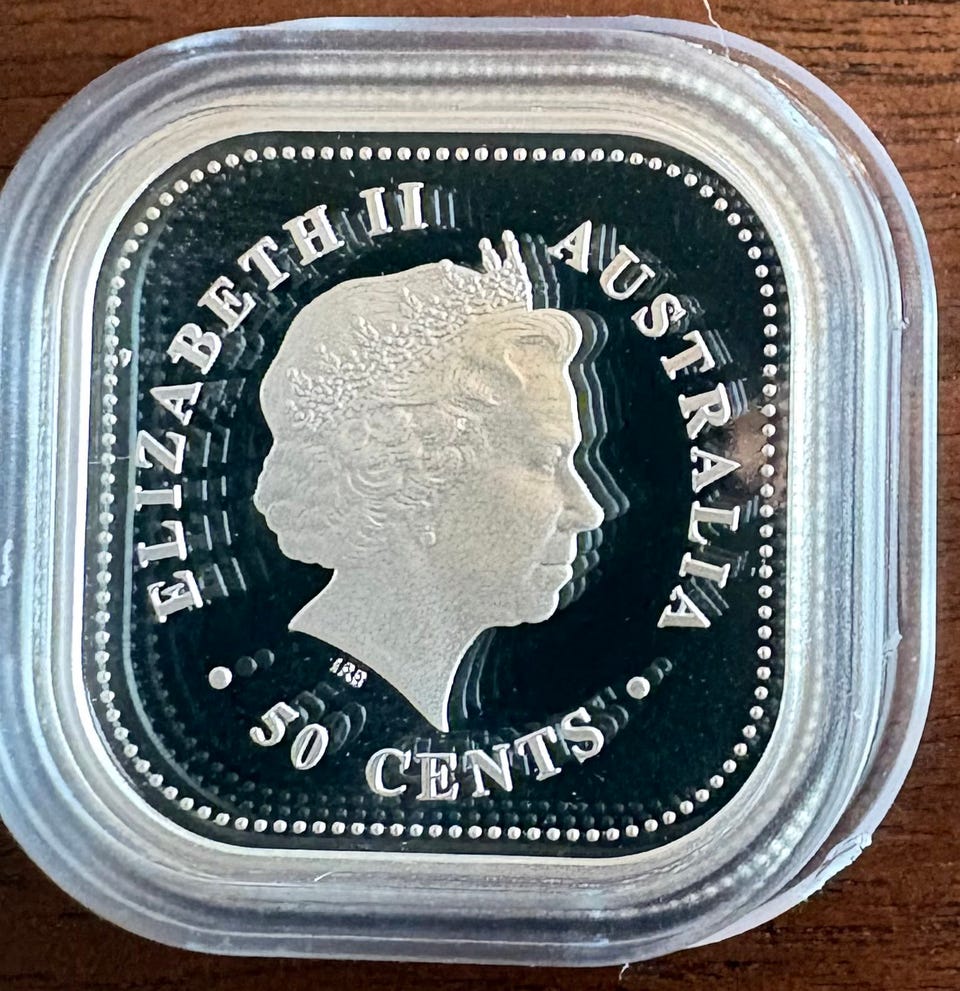 ELIZABETH II
AUSTRALIA
IRB
50 CENTS